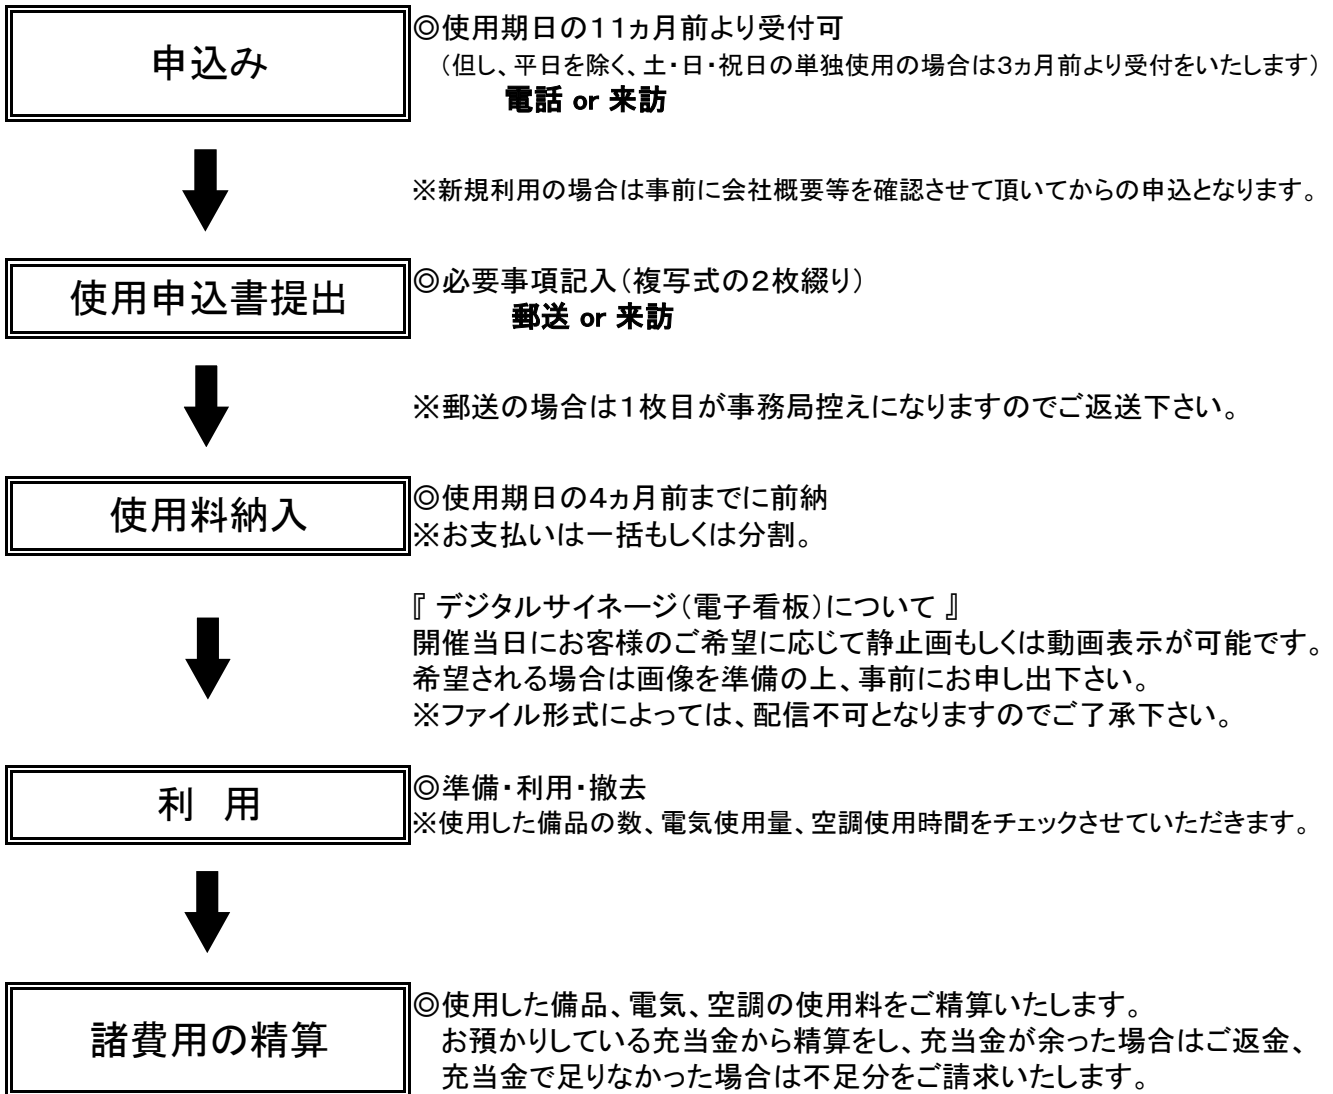 申込み
◎使用期日の11ヵ月前より受付可
(但し、平日を除く、土・日・祝日の単独使用の場合は3ヵ月前より受付をいたします)
電話 or 来訪
※新規利用の場合は事前に会社概要等を確認させて頂いてからの申込となります。
使用申込書提出
◎必要事項記入(複写式の2枚綴り)
郵送 or 来訪
※郵送の場合は1枚目が事務局控えになりますのでご返送下さい。
使用料納入
◎使用期日の4ヵ月前までに前納
※お支払いは一括もしくは分割。
『 デジタルサイネージ(電子看板)について 』
開催当日にお客様のご希望に応じて静止画もしくは動画表示が可能です。
希望される場合は画像を準備の上、事前にお申し出下さい。
※ファイル形式によっては、配信不可となりますのでご了承下さい。
利 用
◎準備・利用・撤去
※使用した備品の数、電気使用量、空調使用時間をチェックさせていただきます。
諸費用の精算
◎使用した備品、電気、空調の使用料をご精算いたします。
お預かりしている充当金から精算をし、充当金が余った場合はご返金、
充当金で足りなかった場合は不足分をご請求いたします。